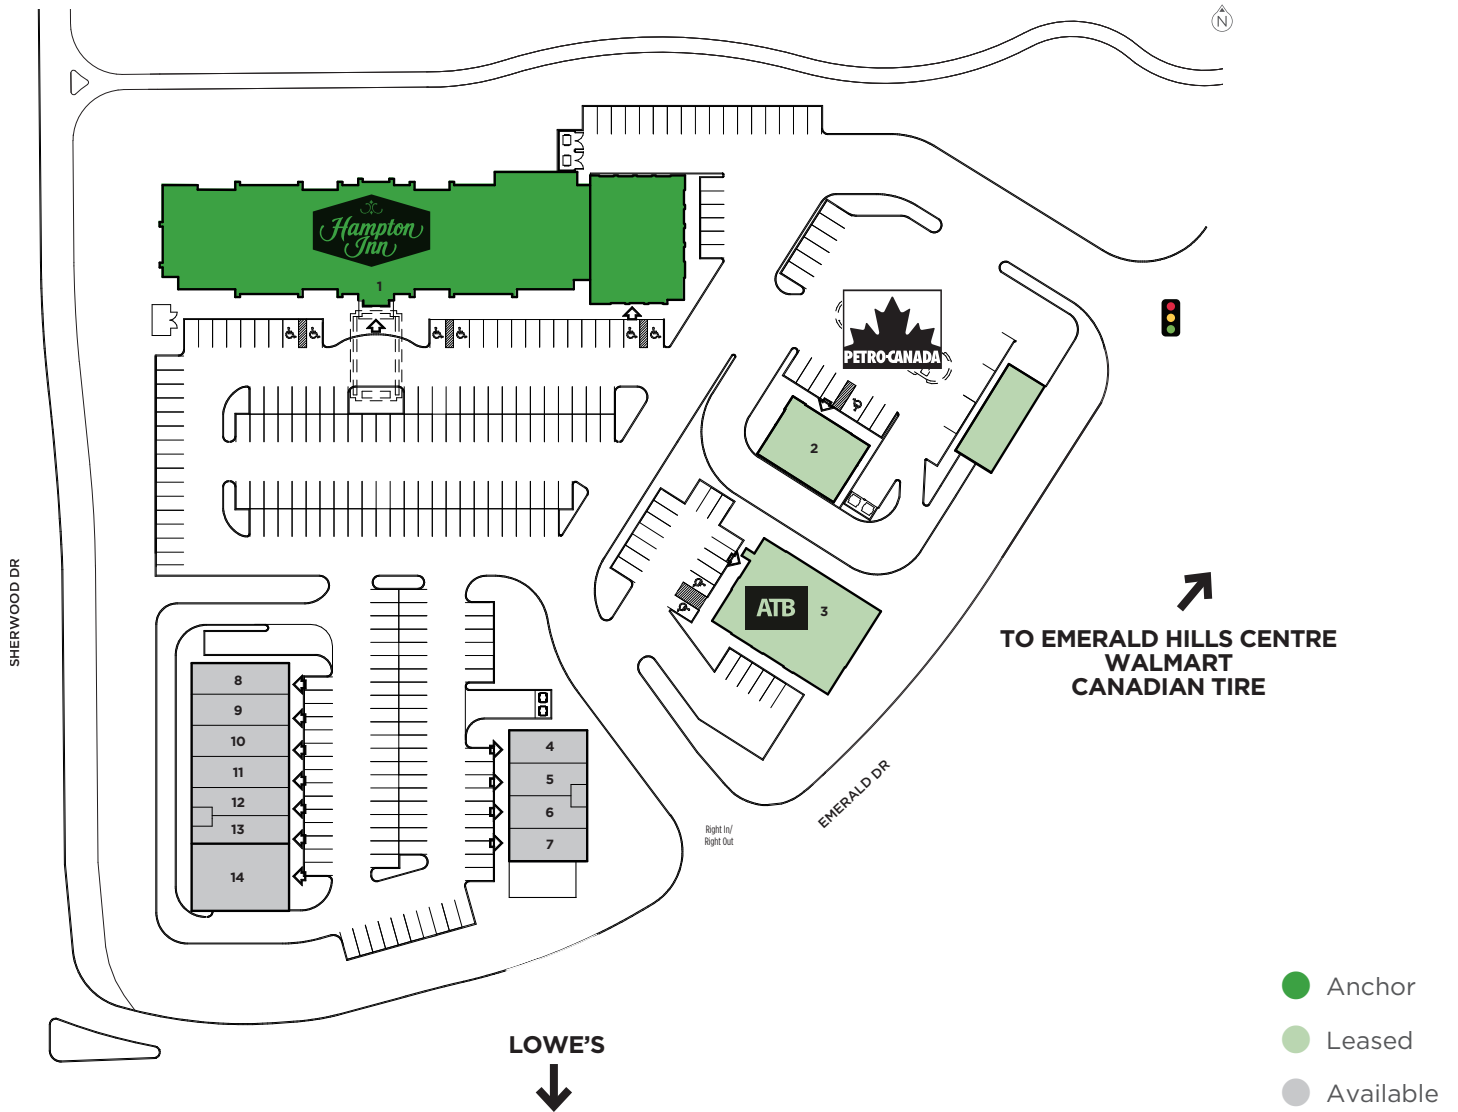 N
Hampton
Inn
1
PETRO-CANADA
2
ATB
3
SHERWOOD DR
TO EMERALD HILLS CENTRE
WALMART
CANADIAN TIRE
8
9
10
11
12
13
14
4
5
6
7
EMERALD DR
Right In/
Right Out
LOWE'S
Anchor
Leased
Available